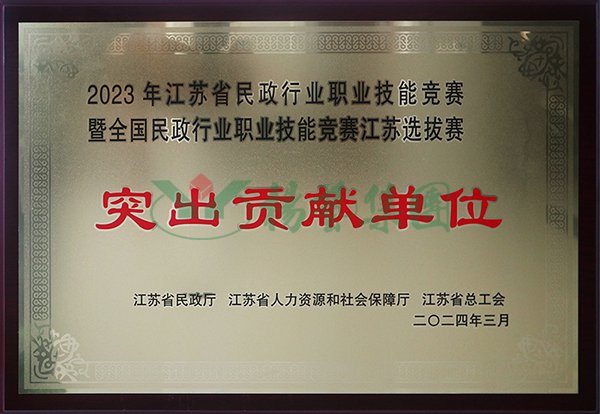 2023年江苏省民政行业职业技能竞赛
暨全国民政行业职业技能竞赛江苏选拔赛
突出贡献单位
江苏省民政厅 江苏省人力资源和社会保障厅 江苏省总工会
二〇二四年三月